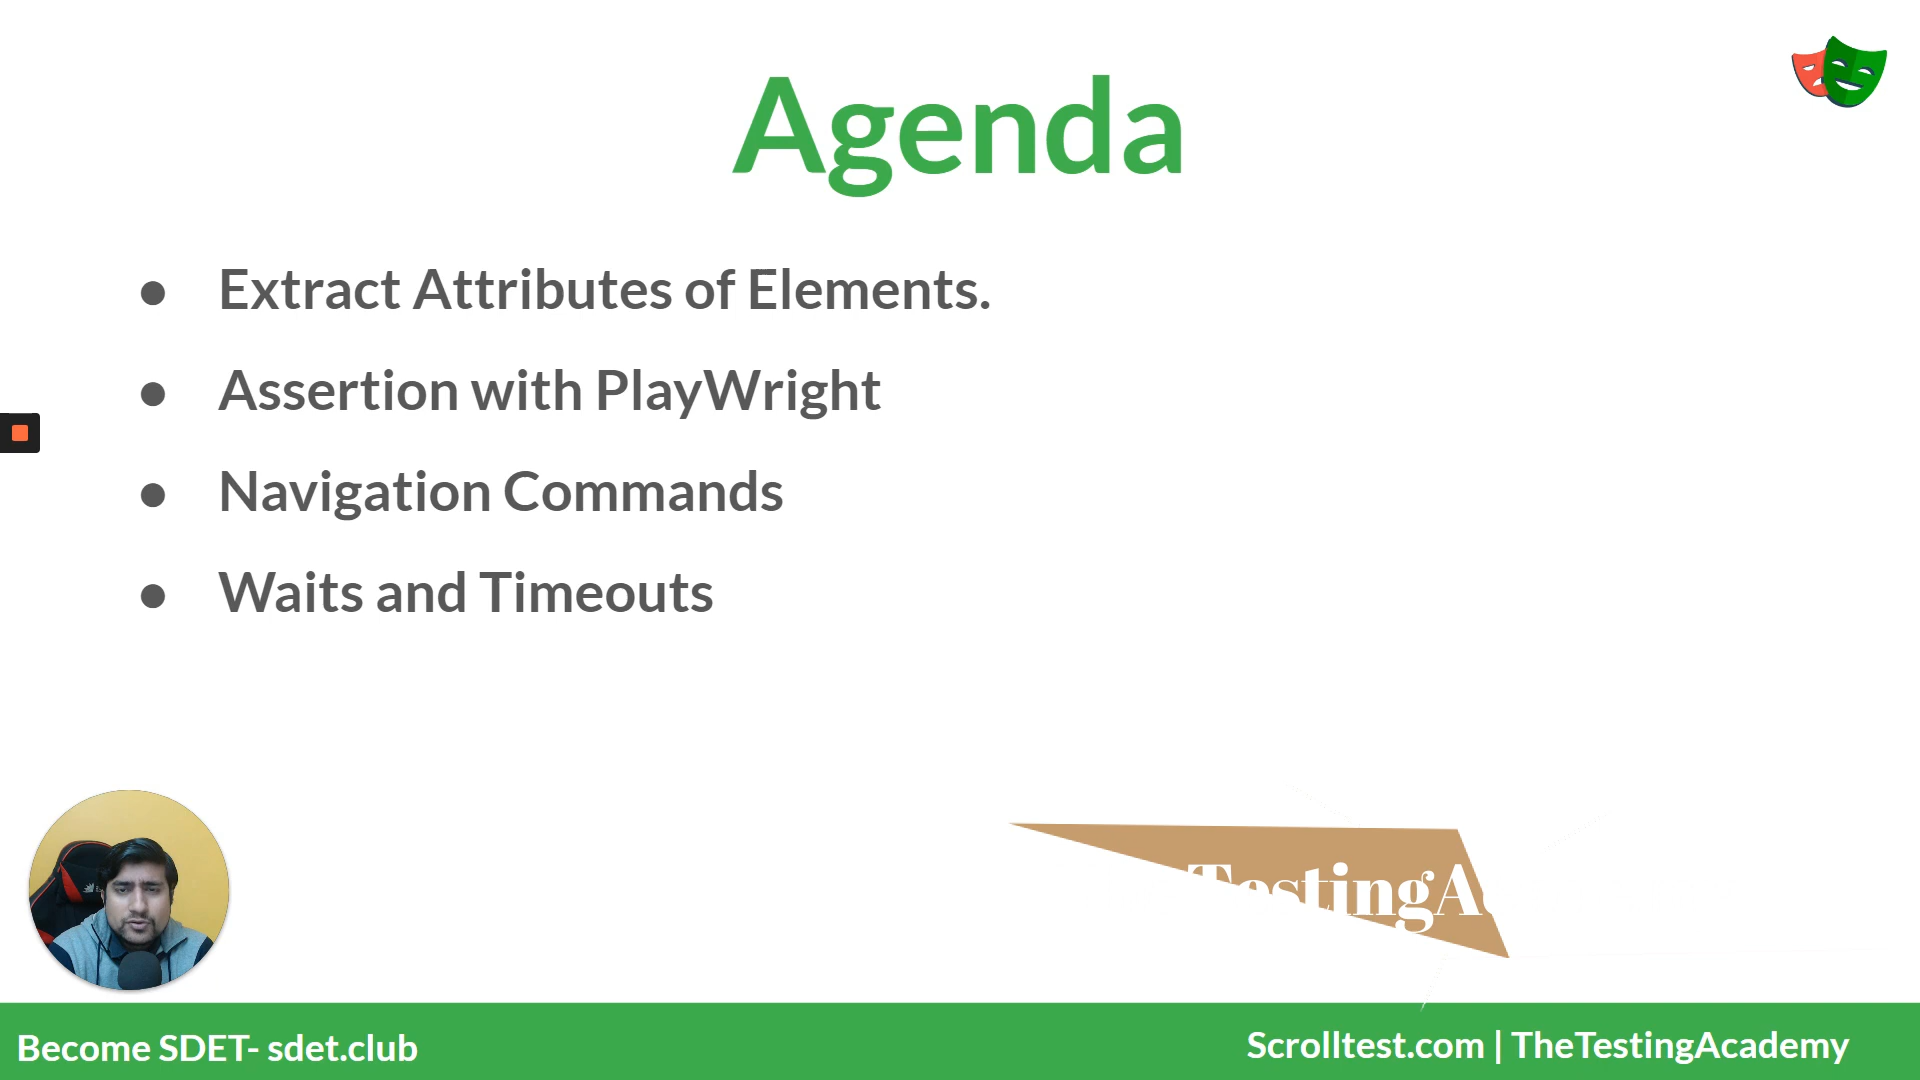 Agenda
● Extract Attributes of Elements.
● Assertion with PlayWright
● Navigation Commands
● Waits and Timeouts
TestingA
Become SDET- sdet.club
Scrolltest.com | TheTestingAcademy